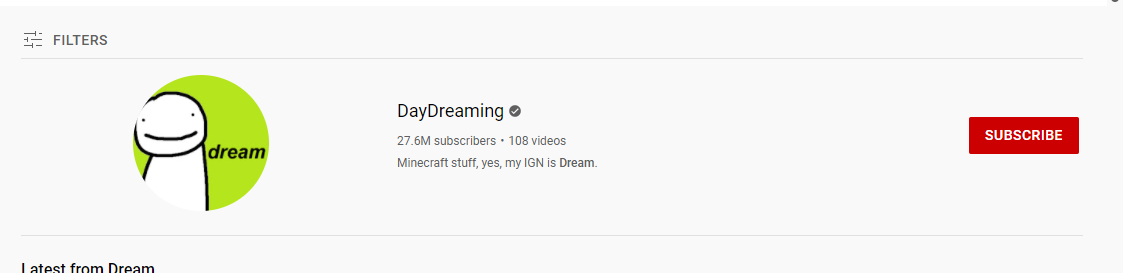 FILTERS
dream
DayDreaming
27.6M subscribers • 108 videos
Minecraft stuff, yes, my IGN is Dream.
SUBSCRIBE
Latest from Dream